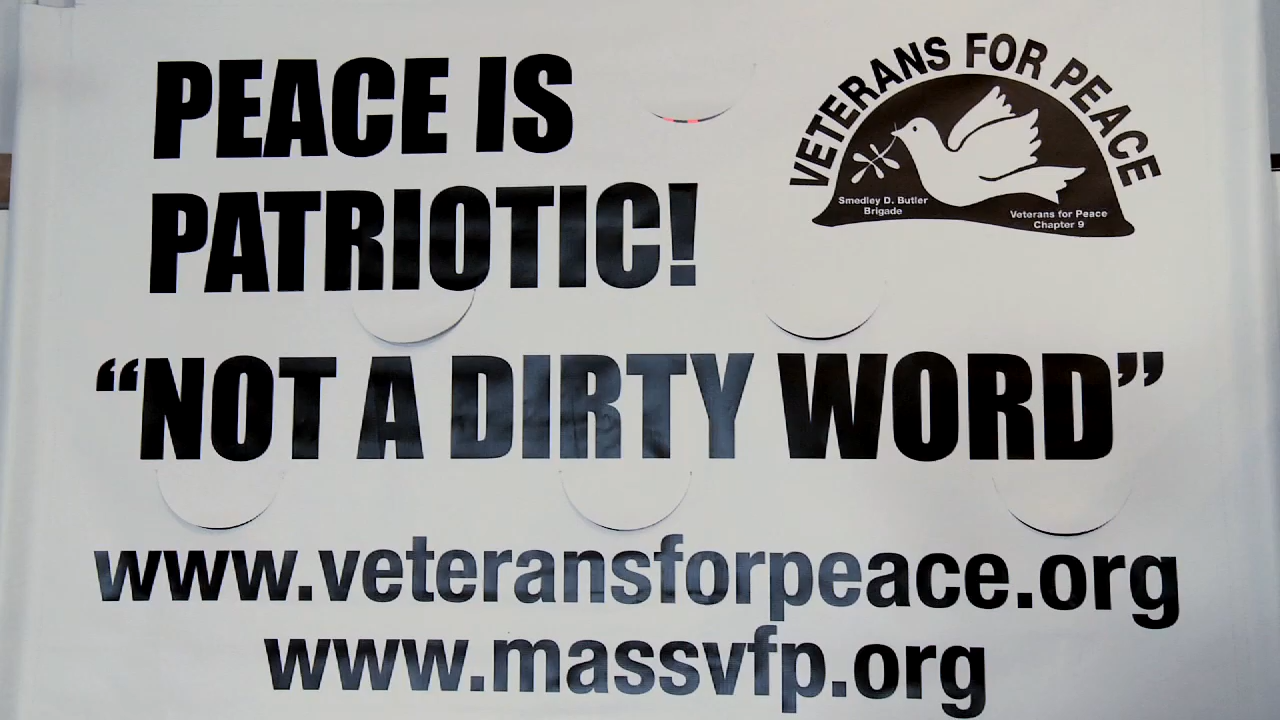 PEACE IS
PATRIOTIC!
VETERANS FOR PEACE
Smedley D. Butler
Brigade
Veterans for Peace
Chapter 9
“NOT A DIRTY WORD”
www.veteransforpeace.org
www.massvfp.org